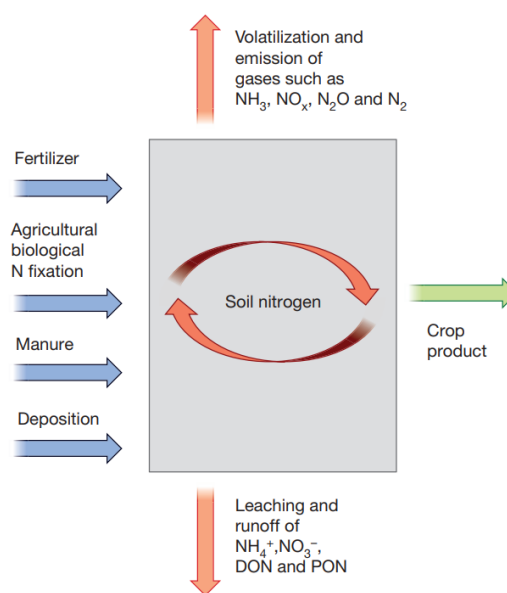 Volatilization and
emission of
gases such as
NH₃, NOₓ, N₂O and N₂
Fertilizer
Agricultural
biological
N fixation
Soil nitrogen
Crop
product
Manure
Deposition
Leaching and
runoff of
NH₄⁺,NO₃⁻,
DON and PON